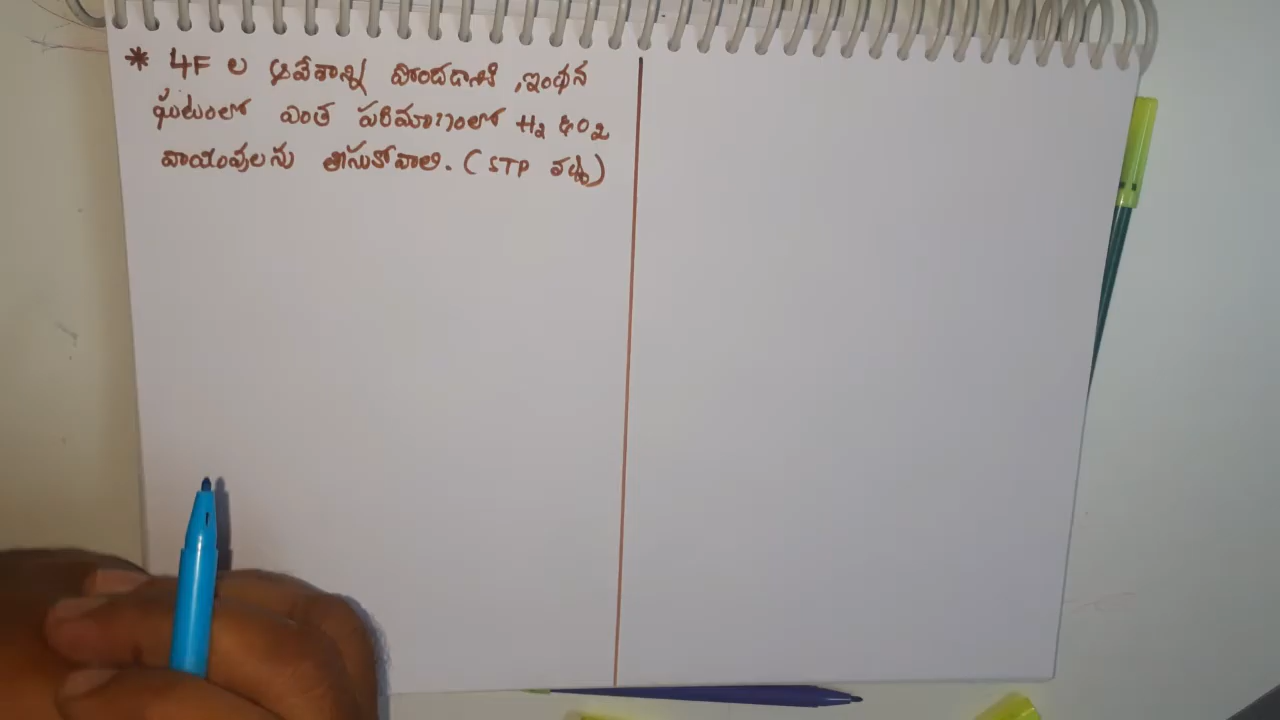 * 4F ల ఆవేశాన్ని పొందడానికి, ఇంధన
ఘటంలో ఎంత పరిమాణంలో H₂ & O₂
వాయువులను తీసుకోవాలి. (STP వద్ద)